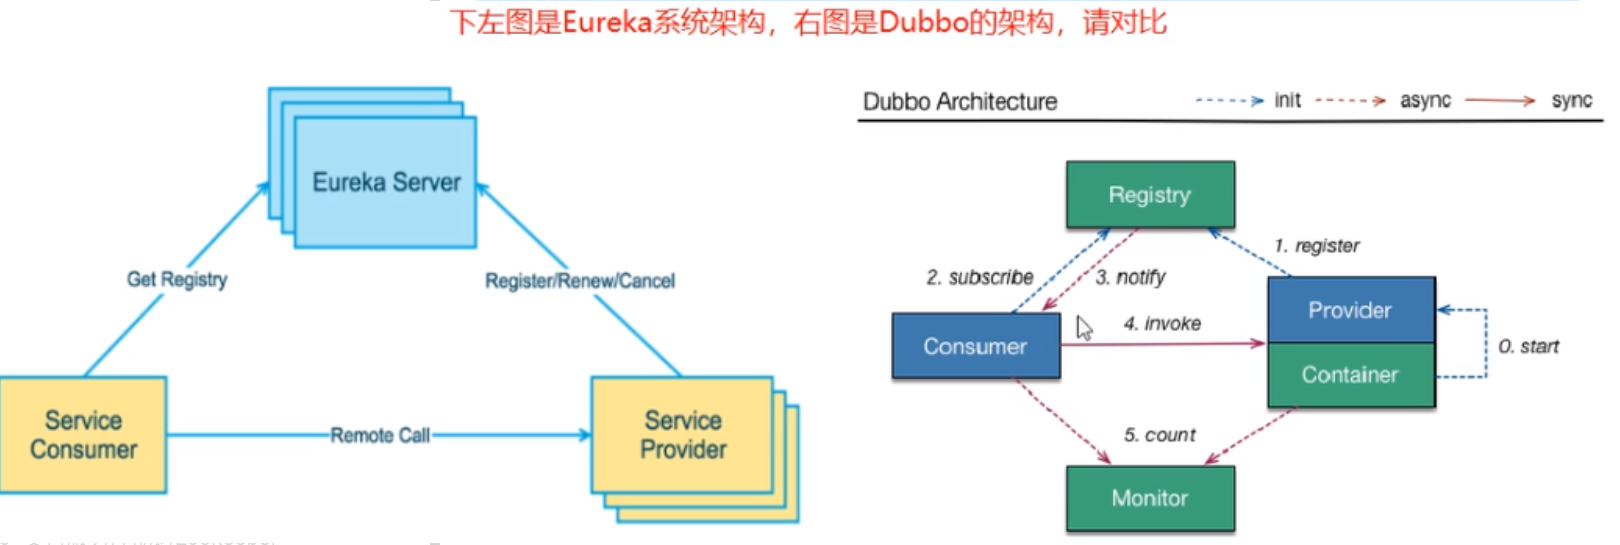 下左图是Eureka系统架构，右图是Dubbo的架构，请对比
Eureka Server
Get Registry
Register/Renew/Cancel
Service
Consumer
Remote Call
Service
Provider
Dubbo Architecture
init
async
sync
Registry
1. register
2. subscribe
3. notify
Provider
4. invoke
Consumer
0. start
Container
5. count
Monitor